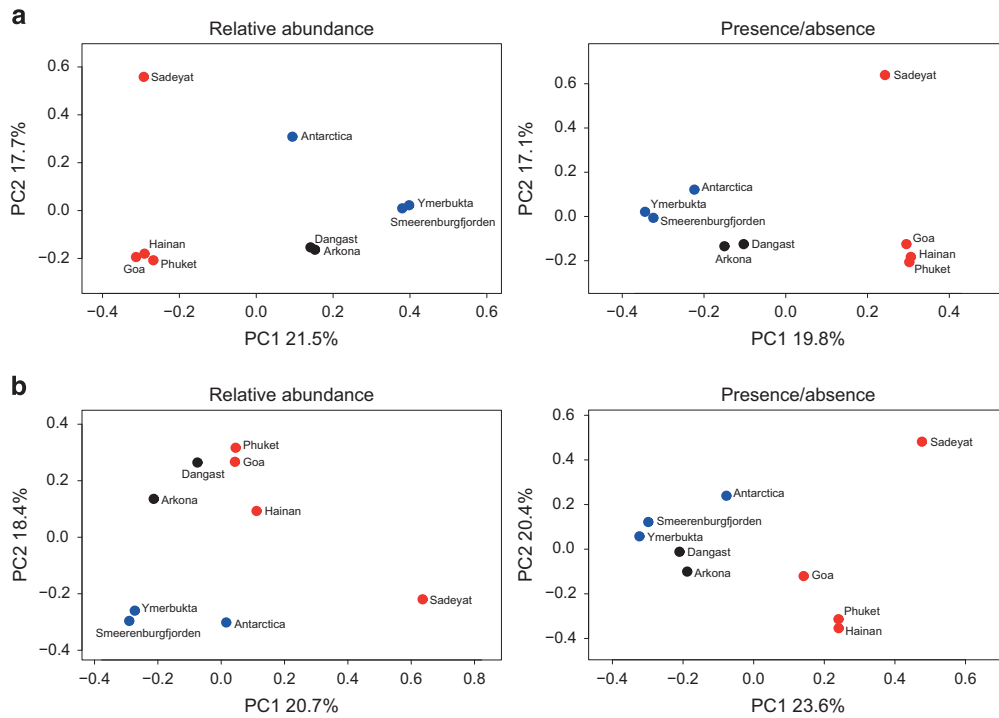 a
Relative abundance
Presence/absence
0.6
0.4
0.2
0.0
−0.2
PC2 17.7%
Sadeyat
Antarctica
Ymerbukta
Smeerenburgfjorden
Dangast
Arkona
Hainan
Goa
Phuket
−0.4
−0.2
0.0
0.2
0.4
0.6
PC1 21.5%
0.6
0.4
0.2
0.0
−0.2
PC2 17.1%
Sadeyat
Antarctica
Ymerbukta
Smeerenburgfjorden
Dangast
Arkona
Goa
Hainan
Phuket
−0.4
−0.2
0.0
0.2
0.4
PC1 19.8%
b
Relative abundance
Presence/absence
0.4
0.2
0.0
−0.2
−0.4
PC2 18.4%
Phuket
Goa
Dangast
Arkona
Hainan
Sadeyat
Ymerbukta
Smeerenburgfjorden
Antarctica
−0.4
−0.2
0.0
0.2
0.4
0.6
0.8
PC1 20.7%
0.6
0.4
0.2
0.0
−0.2
−0.4
PC2 20.4%
Sadeyat
Antarctica
Smeerenburgfjorden
Ymerbukta
Dangast
Arkona
Goa
Phuket
Hainan
−0.4
−0.2
0.0
0.2
0.4
0.6
PC1 23.6%